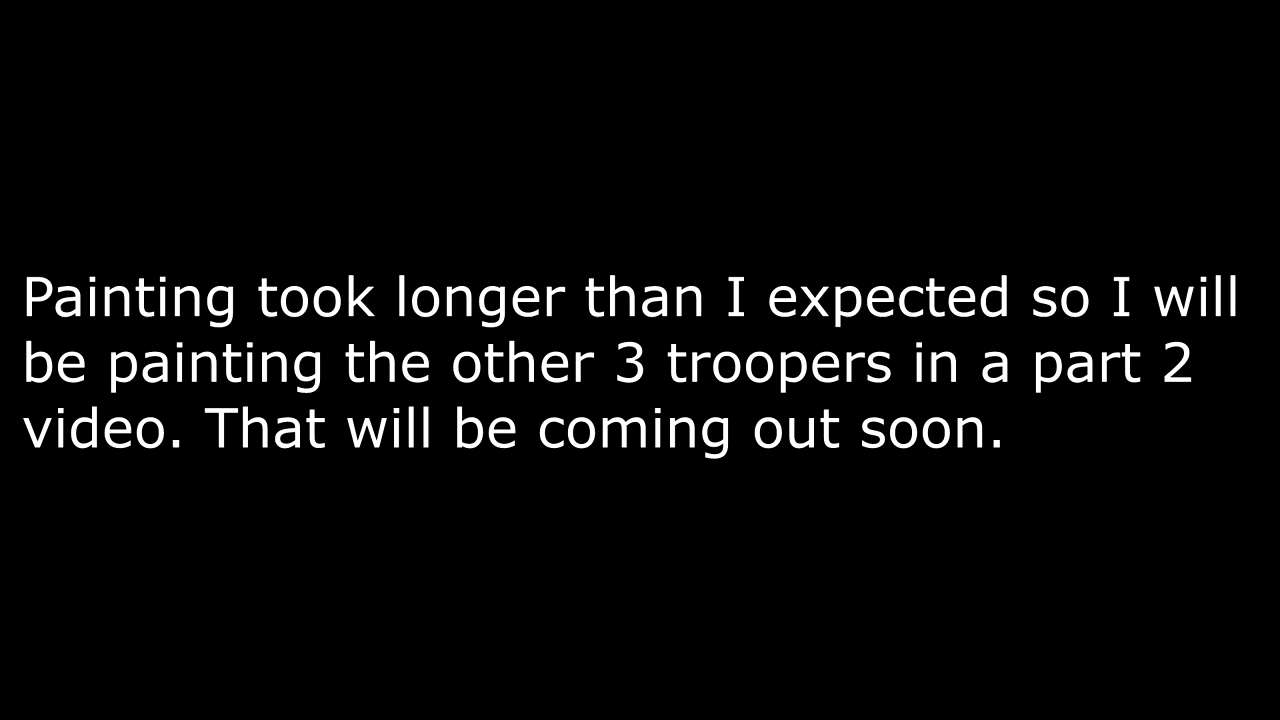 Painting took longer than I expected so I will
be painting the other 3 troopers in a part 2
video. That will be coming out soon.